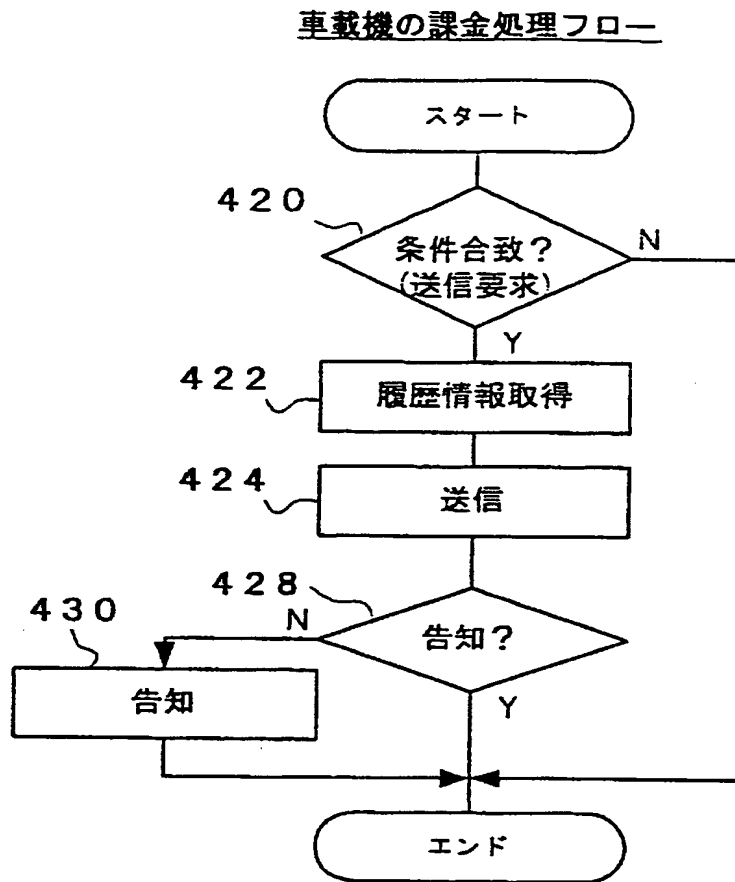 車載機の課金処理フロー
スタート
420
条件合致？
(送信要求)
N
Y
422
履歴情報取得
424
送信
428
告知？
N
Y
430
告知
エンド